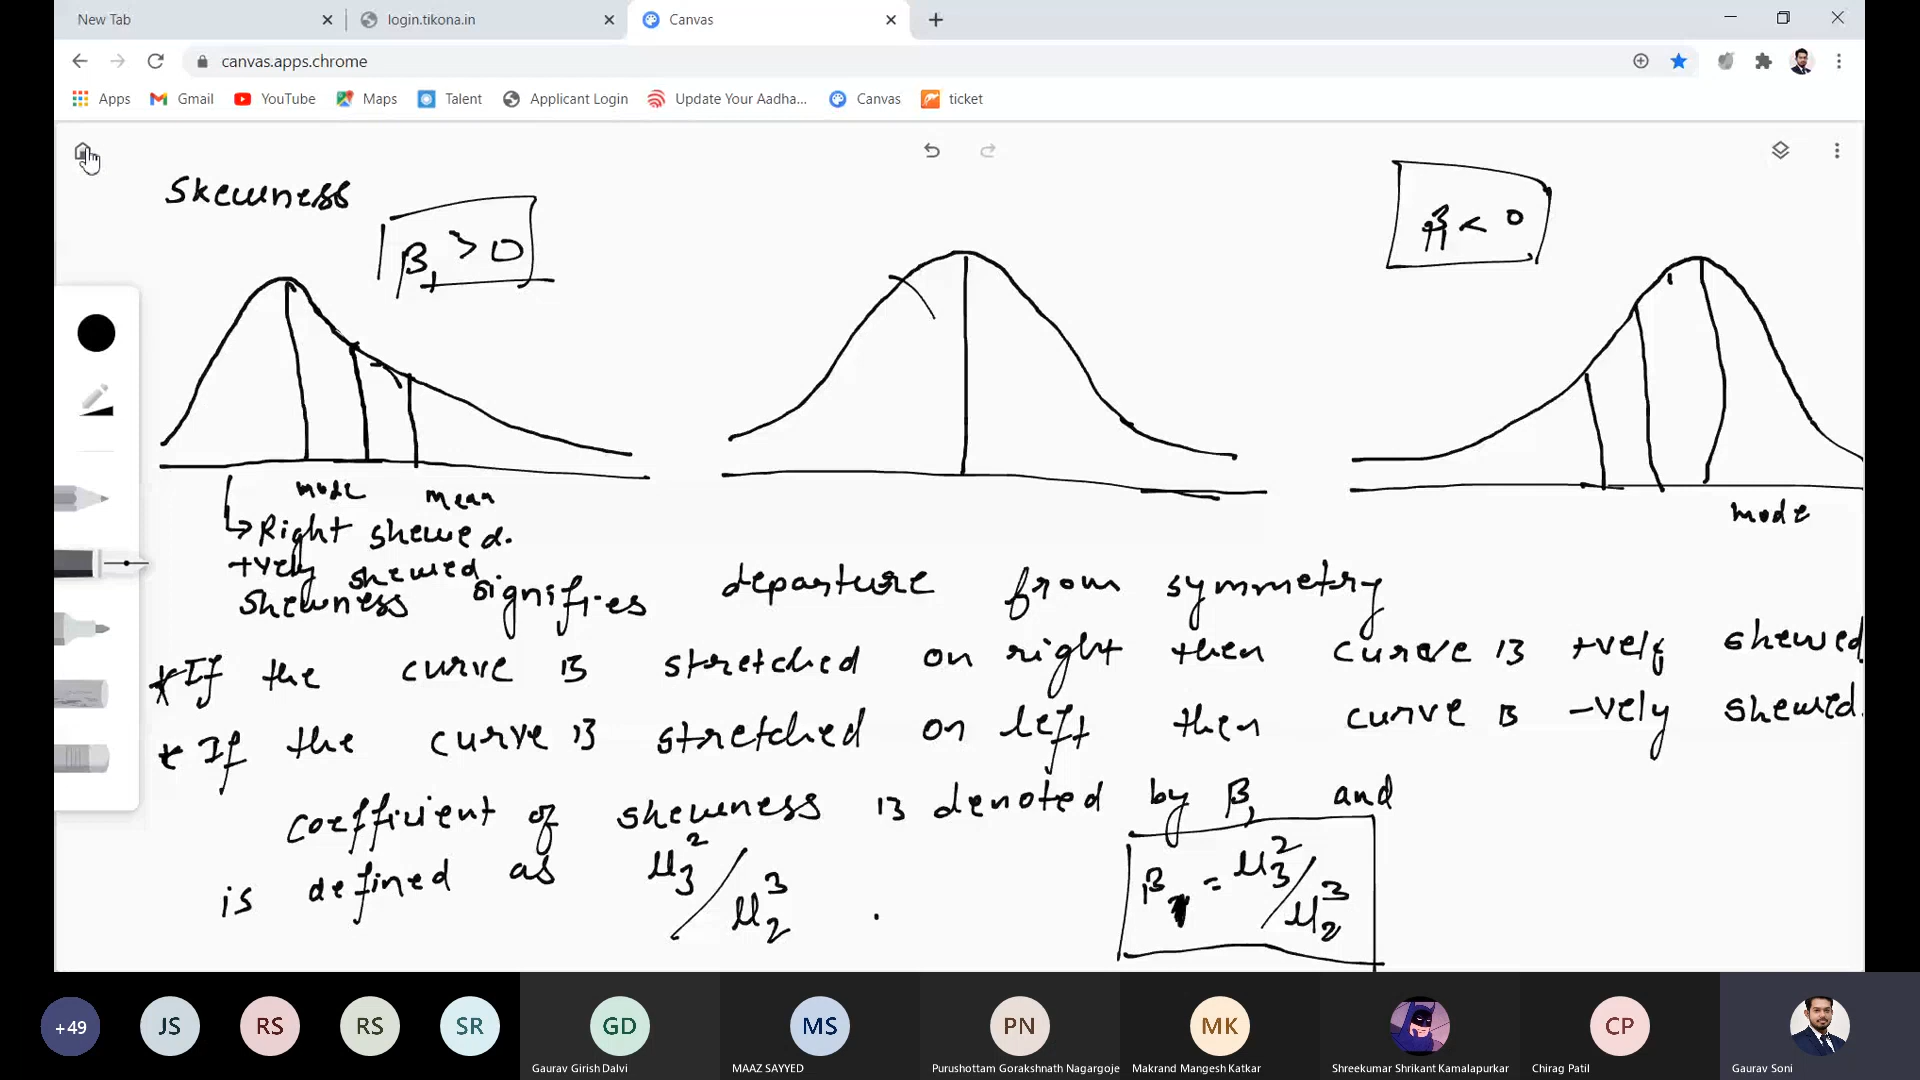 New Tab
login.tikona.in
Canvas
canvas.apps.chrome
Apps Gmail YouTube Maps Talent Applicant Login Update Your Aadha... Canvas ticket
Skewness
β₁ > 0
β₁ < 0
mode mean
mode
Right skewed.
+vely skewed
skewness signifies departure from symmetry
*If the curve is stretched on right then curve is +vely skewed
* If the curve is stretched on left then curve is -vely skewed.
coefficient of skewness is denoted by β₁ and
is defined as μ₃²/μ₂³ .
β₁ = μ₃²/μ₂³
+49 JS RS RS SR GD MS PN MK CP
Gaurav Girish Dalvi MAAZ SAYYED Purushottam Gorakshnath Nagargoje Makrand Mangesh Katkar Shreekumar Shrikant Kamalapurkar Chirag Patil Gaurav Soni